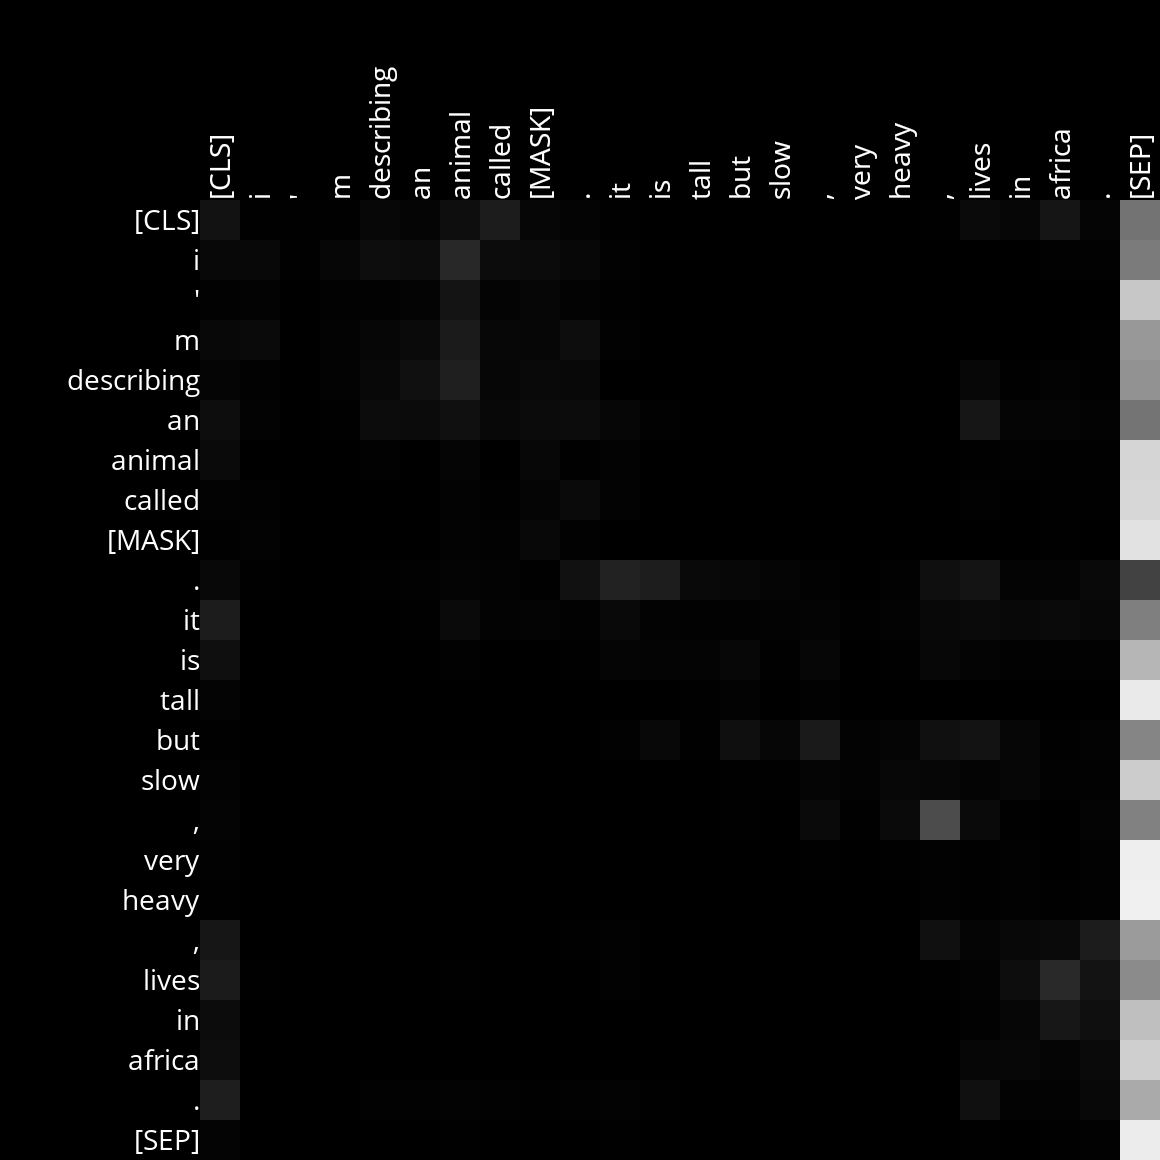 [CLS] i ' m describing an animal called [MASK] . it is tall but slow , very heavy , lives in africa . [SEP]
[CLS]
i
'
m
describing
an
animal
called
[MASK]
.
it
is
tall
but
slow
,
very
heavy
,
lives
in
africa
.
[SEP]